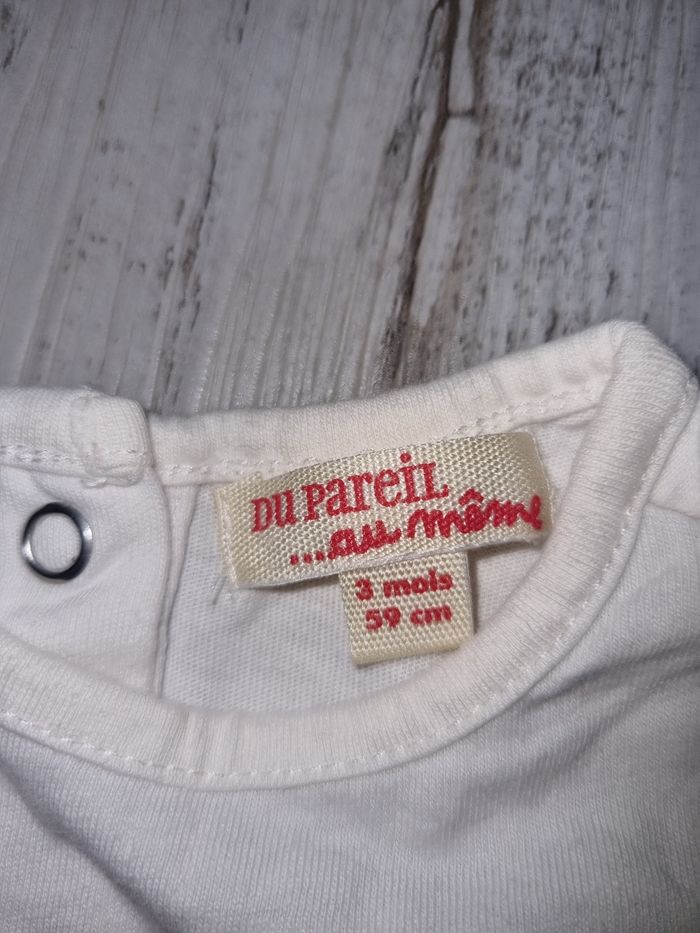 DU PAREIL
...au même
3 mois
59 cm